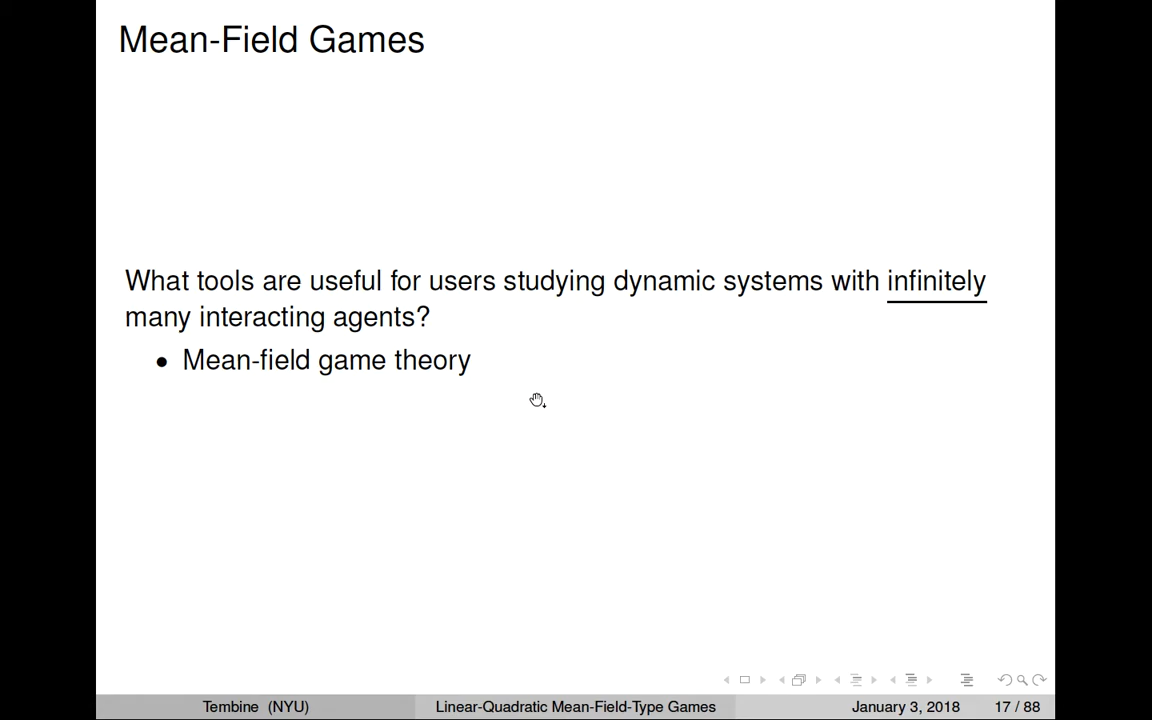 Mean-Field Games
What tools are useful for users studying dynamic systems with infinitely
many interacting agents?
• Mean-field game theory
Tembine (NYU) Linear-Quadratic Mean-Field-Type Games January 3, 2018 17 / 88